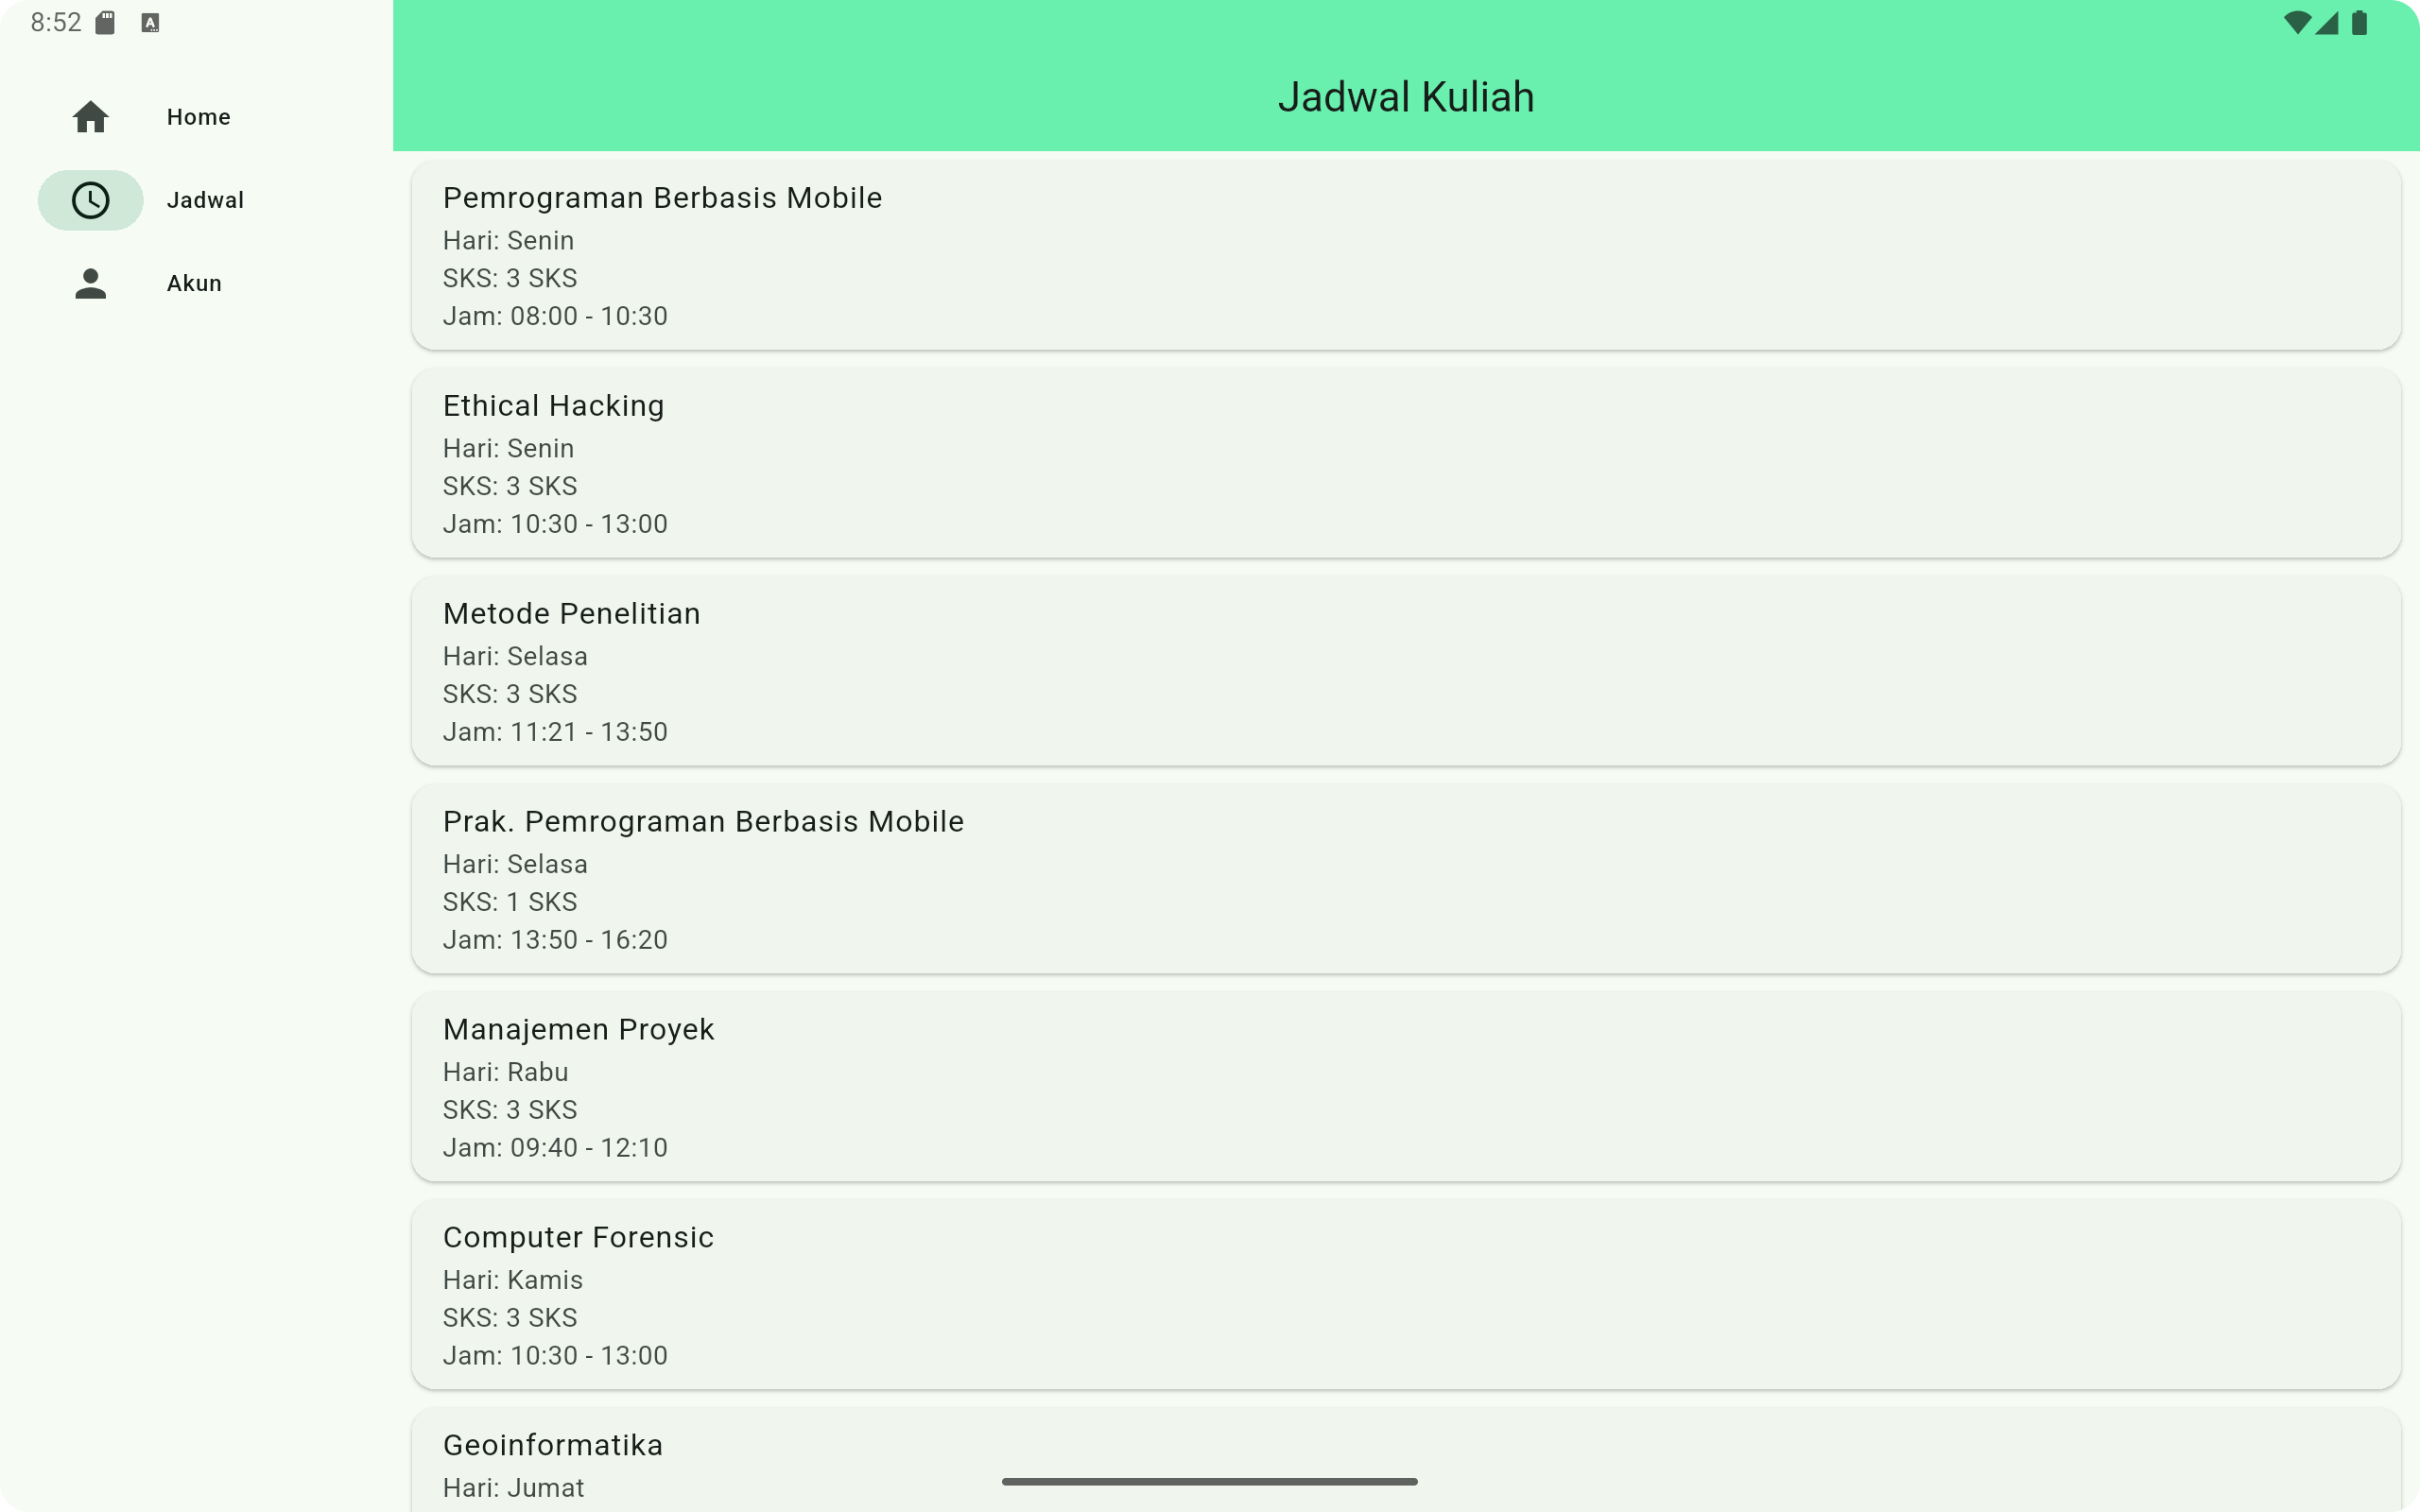 8:52
Home
Jadwal
Akun
Jadwal Kuliah
Pemrograman Berbasis Mobile
Hari: Senin
SKS: 3 SKS
Jam: 08:00 - 10:30
Ethical Hacking
Hari: Senin
SKS: 3 SKS
Jam: 10:30 - 13:00
Metode Penelitian
Hari: Selasa
SKS: 3 SKS
Jam: 11:21 - 13:50
Prak. Pemrograman Berbasis Mobile
Hari: Selasa
SKS: 1 SKS
Jam: 13:50 - 16:20
Manajemen Proyek
Hari: Rabu
SKS: 3 SKS
Jam: 09:40 - 12:10
Computer Forensic
Hari: Kamis
SKS: 3 SKS
Jam: 10:30 - 13:00
Geoinformatika
Hari: Jumat